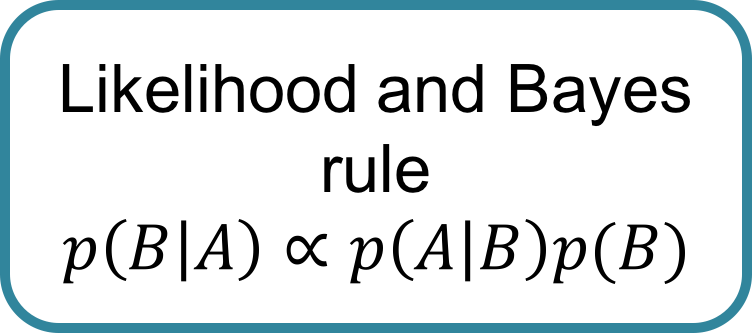 Likelihood and Bayes
rule
𝑝(𝐵|𝐴) ∝ 𝑝(𝐴|𝐵)𝑝(𝐵)